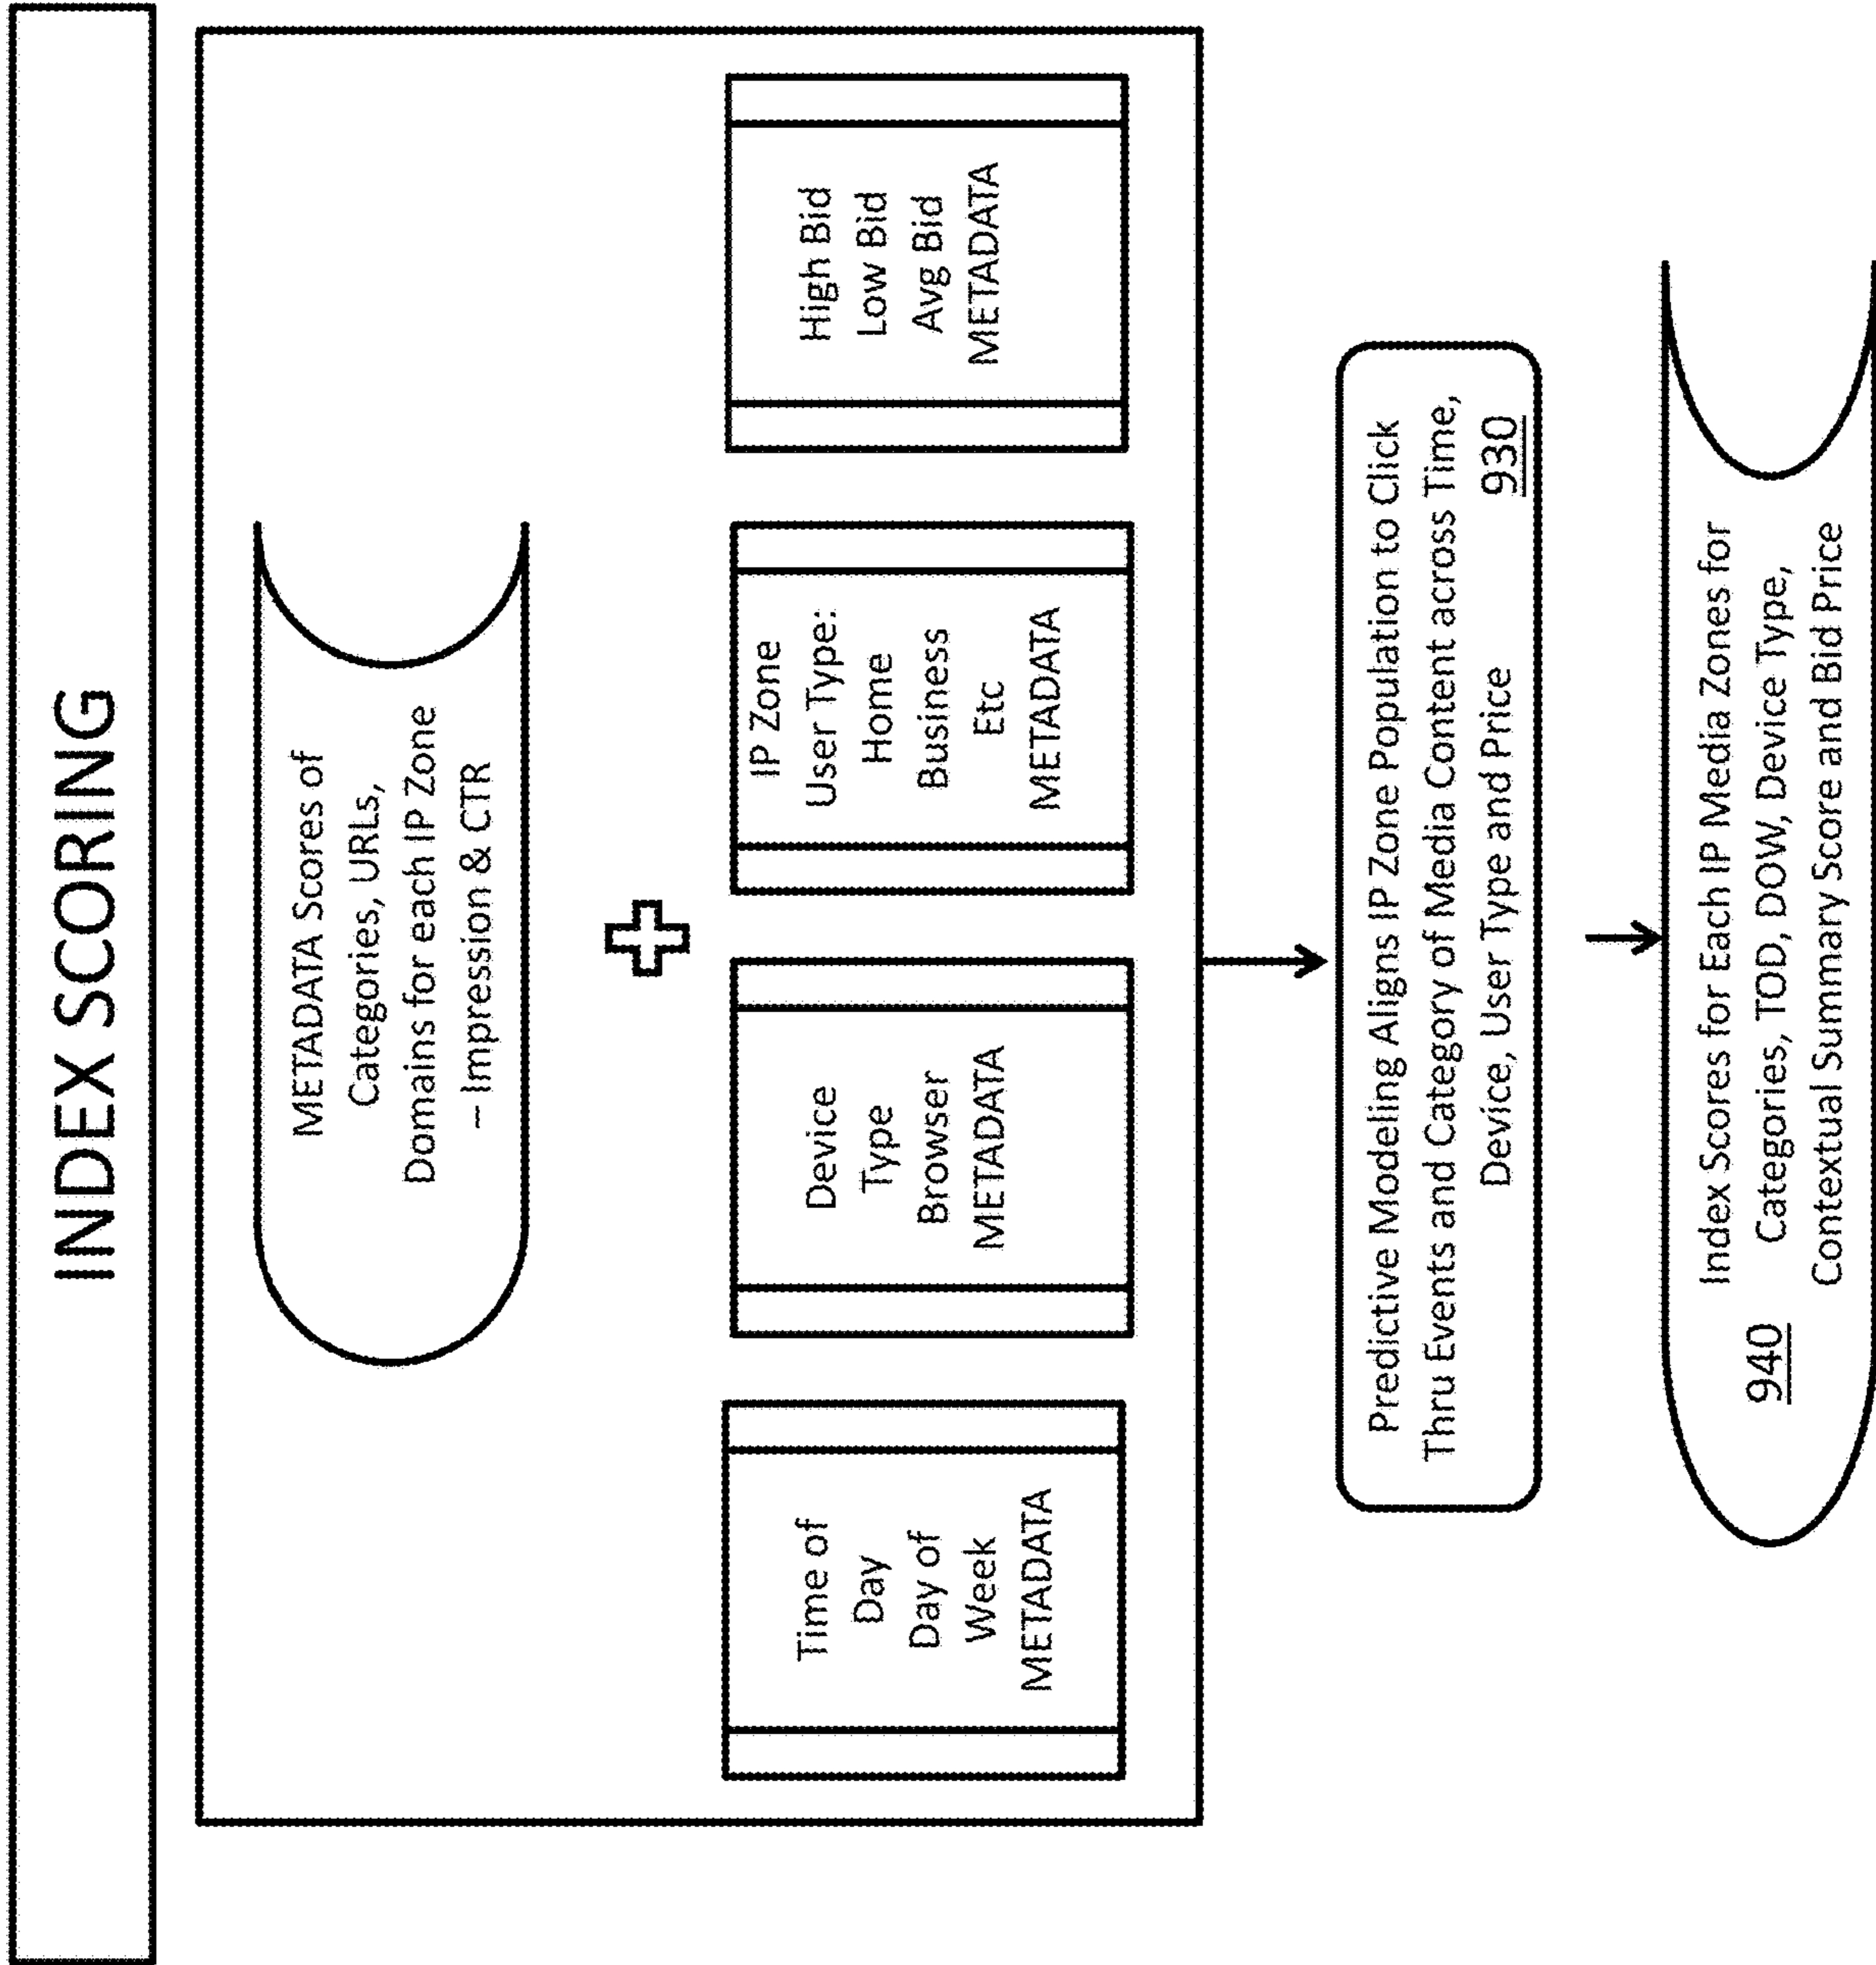 INDEX SCORING
METADATA Scores of
Categories, URLs,
Domains for each IP Zone
– Impression & CTR
Time of
Day
Day of
Week
METADATA
Device
Type
Browser
METADATA
IP Zone
User Type:
Home
Business
Etc
METADATA
High Bid
Low Bid
Avg Bid
METADATA
Predictive Modeling Aligns IP Zone Population to Click
Thru Events and Category of Media Content across Time,
Device, User Type and Price
930
940
Index Scores for Each IP Media Zones for
Categories, TOD, DOW, Device Type,
Contextual Summary Score and Bid Price